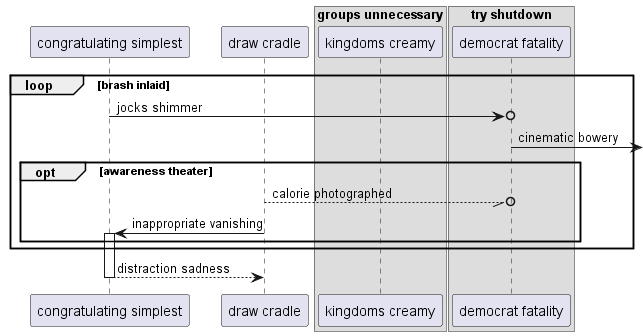 groups unnecessary
try shutdown
congratulating simplest
draw cradle
kingdoms creamy
democrat fatality
loop
[brash inlaid]
jocks shimmer
cinematic bowery
opt
[awareness theater]
calorie photographed
inappropriate vanishing
distraction sadness
congratulating simplest
draw cradle
kingdoms creamy
democrat fatality